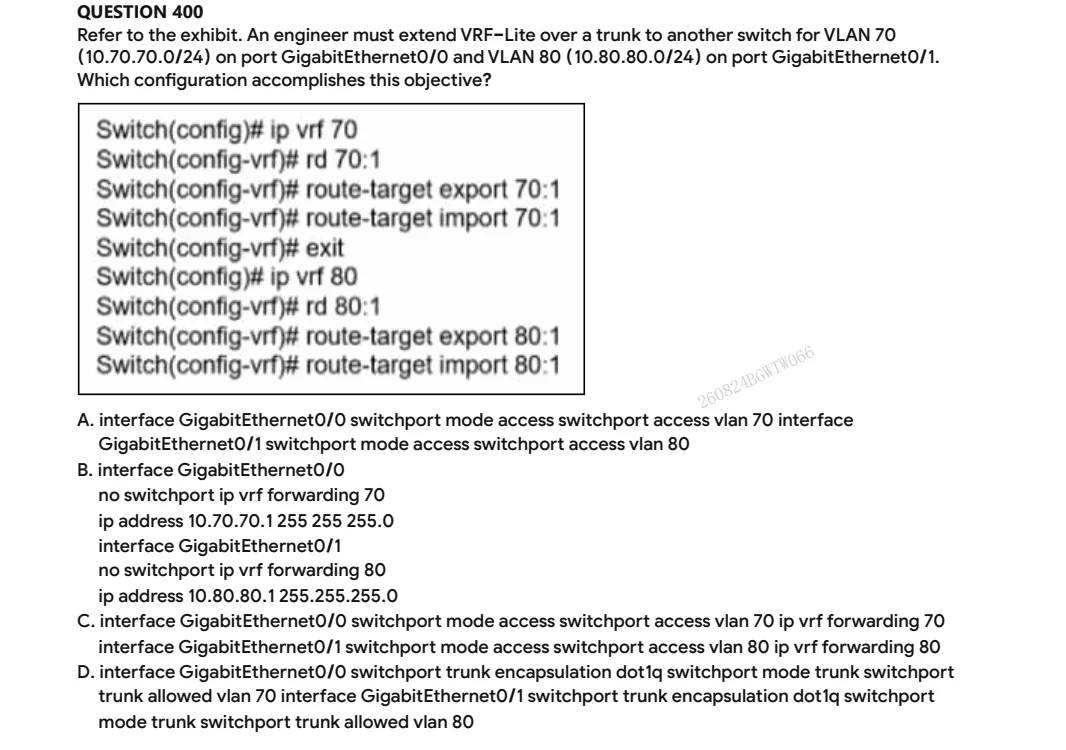 QUESTION 400
Refer to the exhibit. An engineer must extend VRF-Lite over a trunk to another switch for VLAN 70
(10.70.70.0/24) on port GigabitEthernet0/0 and VLAN 80 (10.80.80.0/24) on port GigabitEthernet0/1.
Which configuration accomplishes this objective?
Switch(config)# ip vrf 70
Switch(config-vrf)# rd 70:1
Switch(config-vrf)# route-target export 70:1
Switch(config-vrf)# route-target import 70:1
Switch(config-vrf)# exit
Switch(config)# ip vrf 80
Switch(config-vrf)# rd 80:1
Switch(config-vrf)# route-target export 80:1
Switch(config-vrf)# route-target import 80:1
260824BGWTW066
A. interface GigabitEthernet0/0 switchport mode access switchport access vlan 70 interface
GigabitEthernet0/1 switchport mode access switchport access vlan 80
B. interface GigabitEthernet0/0
no switchport ip vrf forwarding 70
ip address 10.70.70.1 255 255 255.0
interface GigabitEthernet0/1
no switchport ip vrf forwarding 80
ip address 10.80.80.1 255.255.255.0
C. interface GigabitEthernet0/0 switchport mode access switchport access vlan 70 ip vrf forwarding 70
interface GigabitEthernet0/1 switchport mode access switchport access vlan 80 ip vrf forwarding 80
D. interface GigabitEthernet0/0 switchport trunk encapsulation dot1q switchport mode trunk switchport
trunk allowed vlan 70 interface GigabitEthernet0/1 switchport trunk encapsulation dot1q switchport
mode trunk switchport trunk allowed vlan 80